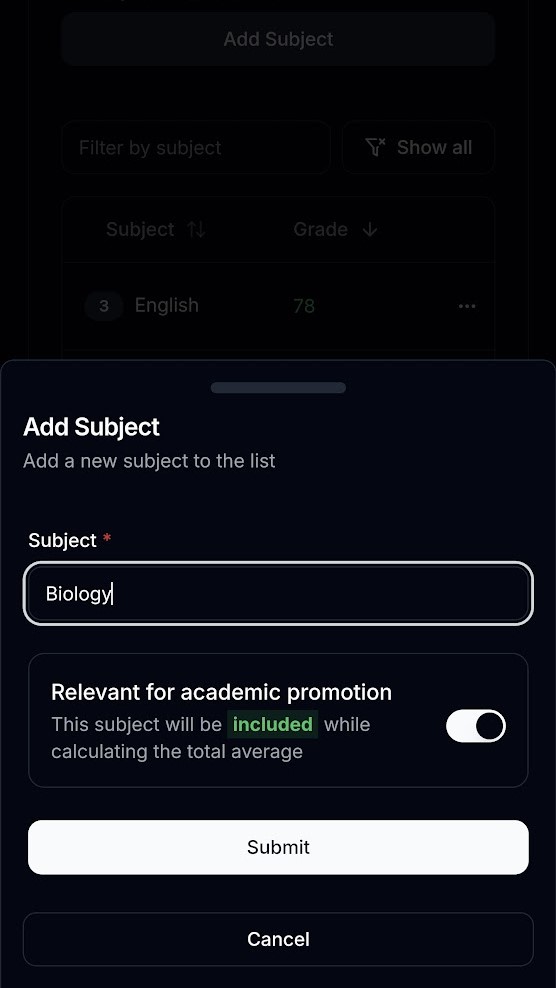 Add Subject
Filter by subject
Show all
Subject
Grade
3
English
78
Add Subject
Add a new subject to the list
Subject *
Biology
Relevant for academic promotion
This subject will be included while
calculating the total average
Submit
Cancel